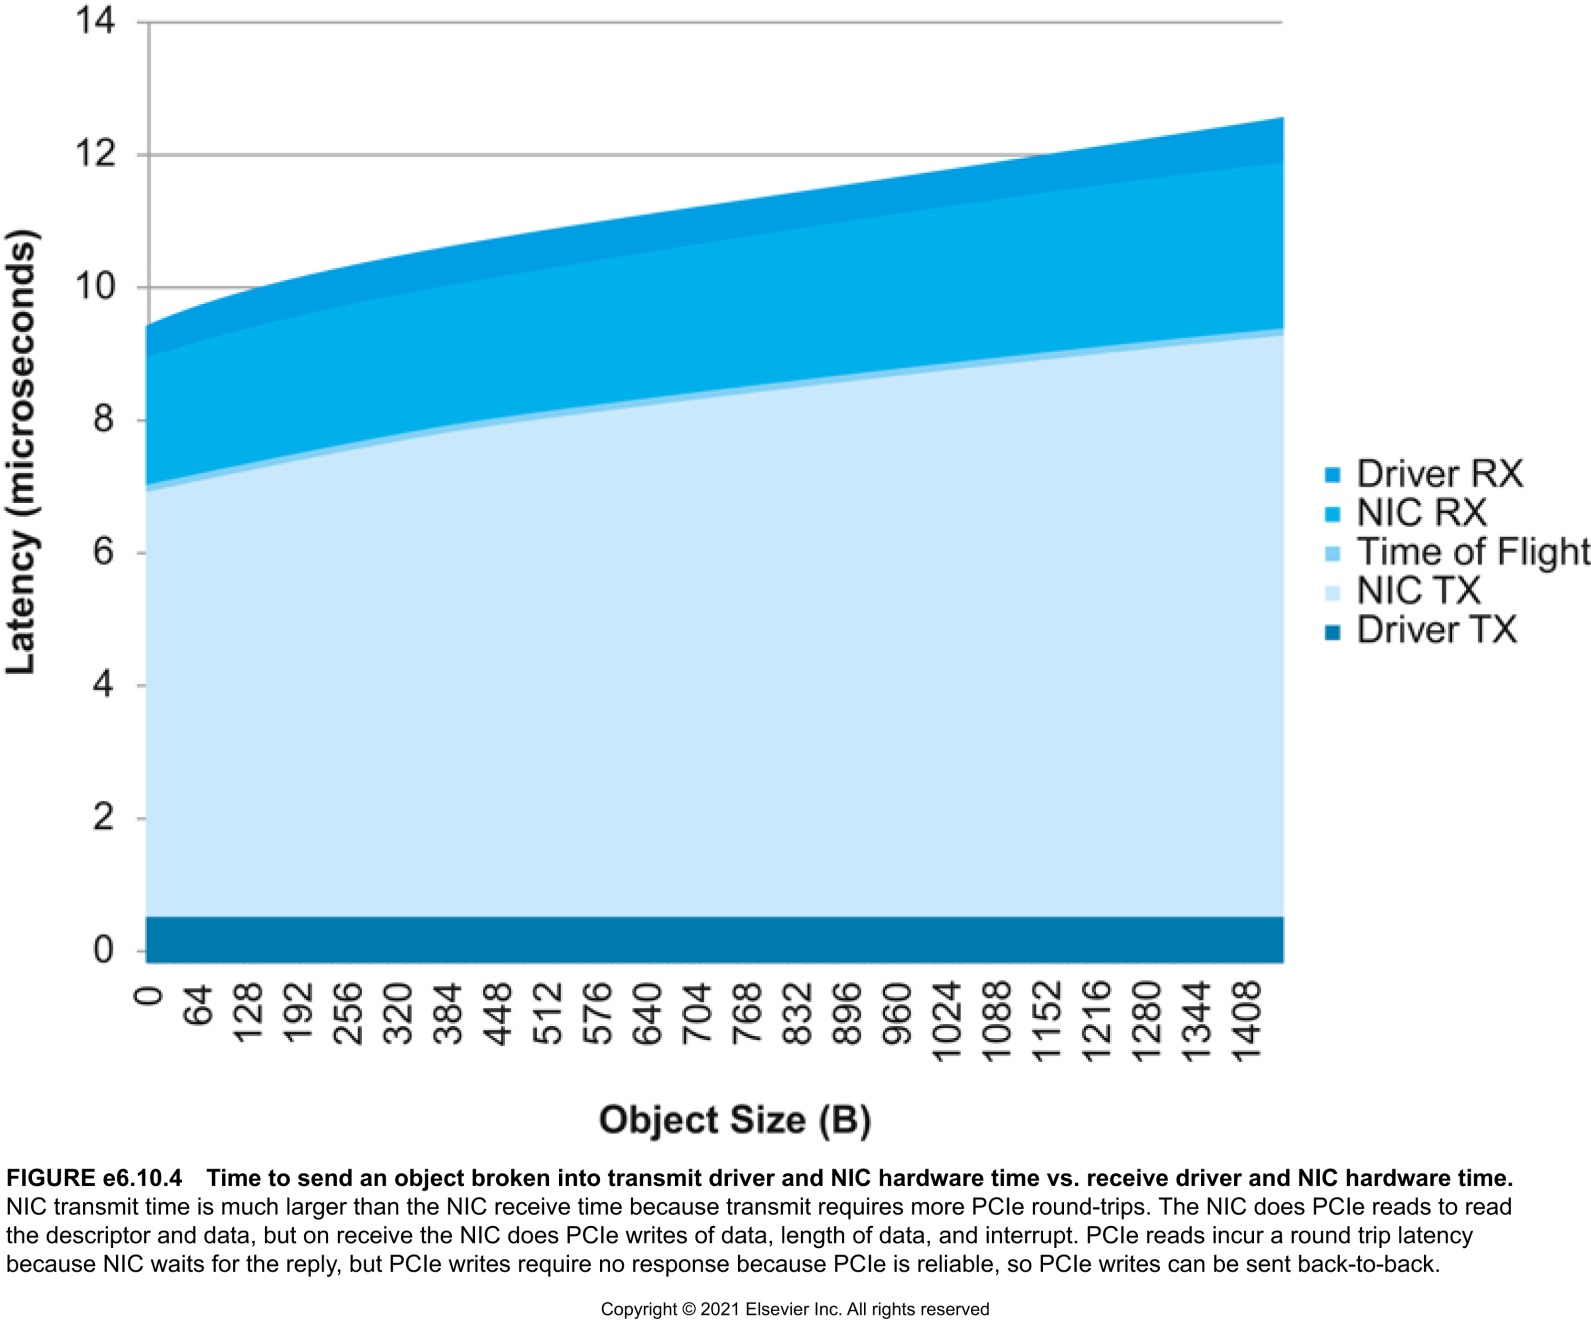 14
12
10
8
6
4
2
0
Latency (microseconds)
0 64 128 192 256 320 384 448 512 576 640 704 768 832 896 960 1024 1088 1152 1216 1280 1344 1408
Object Size (B)
Driver RX
NIC RX
Time of Flight
NIC TX
Driver TX
FIGURE e6.10.4 Time to send an object broken into transmit driver and NIC hardware time vs. receive driver and NIC hardware time.
NIC transmit time is much larger than the NIC receive time because transmit requires more PCIe round-trips. The NIC does PCIe reads to read
the descriptor and data, but on receive the NIC does PCIe writes of data, length of data, and interrupt. PCIe reads incur a round trip latency
because NIC waits for the reply, but PCIe writes require no response because PCIe is reliable, so PCIe writes can be sent back-to-back.
Copyright © 2021 Elsevier Inc. All rights reserved